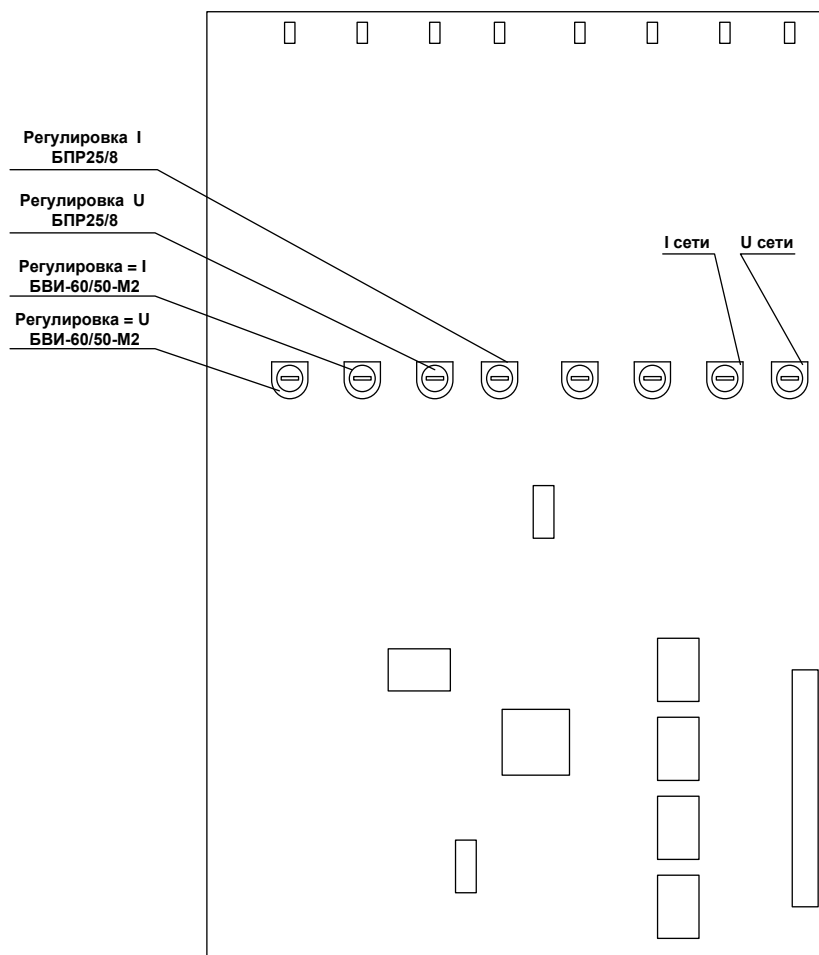 Регулировка I
БПР25/8
Регулировка U
БПР25/8
Регулировка = I
БВИ-60/50-М2
Регулировка = U
БВИ-60/50-М2
I сети
U сети